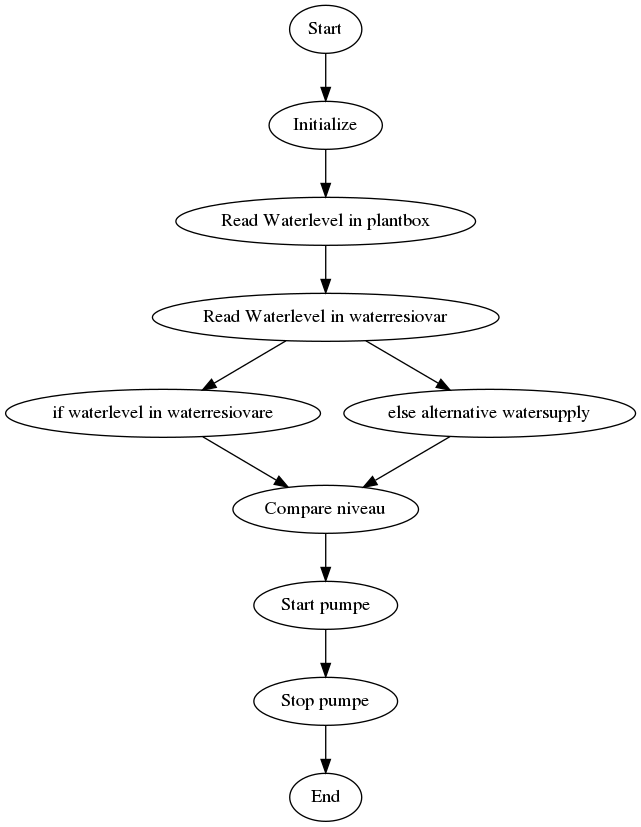 Start
Initialize
Read Waterlevel in plantbox
Read Waterlevel in waterresiovar
if waterlevel in waterresiovare
else alternative watersupply
Compare niveau
Start pumpe
Stop pumpe
End